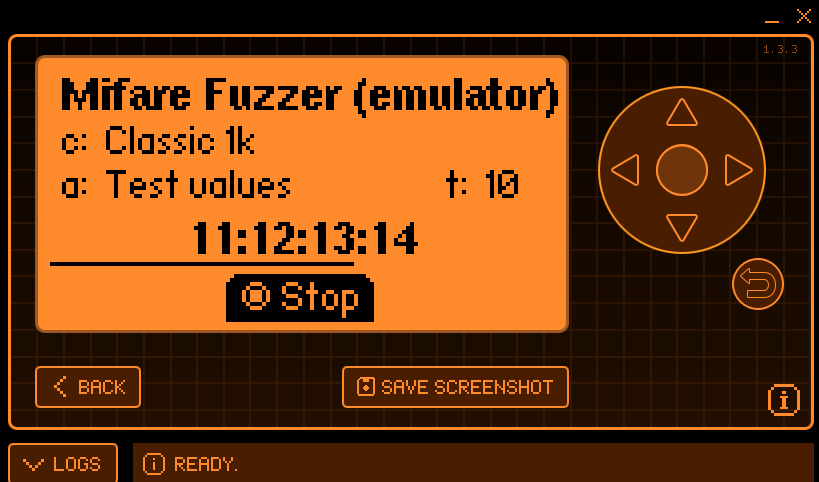 1.3.3
Mifare Fuzzer (emulator)
c: Classic 1k
a: Test values t: 10
11:12:13:14
Stop
BACK
SAVE SCREENSHOT
LOGS
READY.